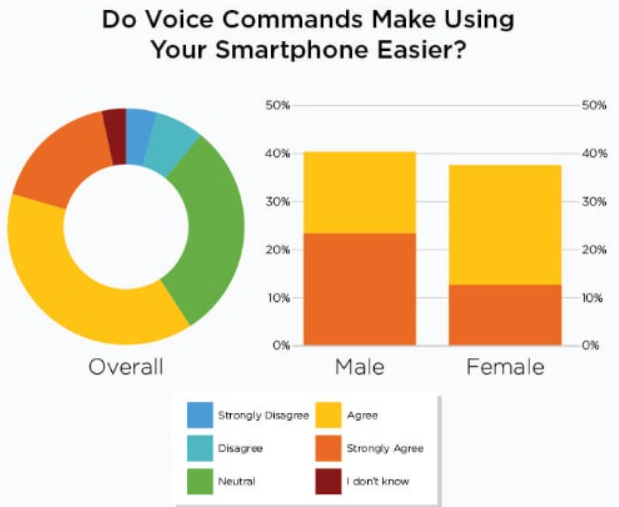 Do Voice Commands Make Using
Your Smartphone Easier?
50% 50%
40% 40%
30% 30%
20% 20%
10% 10%
0% 0%
Overall Male Female
Strongly Disagree Agree
Disagree Strongly Agree
Neutral I don't know